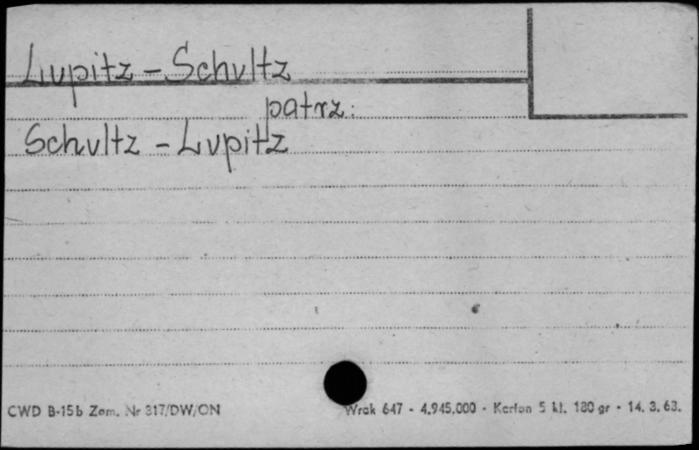 Lupitz - Schultz
patrz:
Schultz - Lupitz
CWD B-15b Zam. Nr 317/DW/ON Wrak 647 - 4.945.000 - Karton 5 kl. 180 gr - 14. 3. 63.